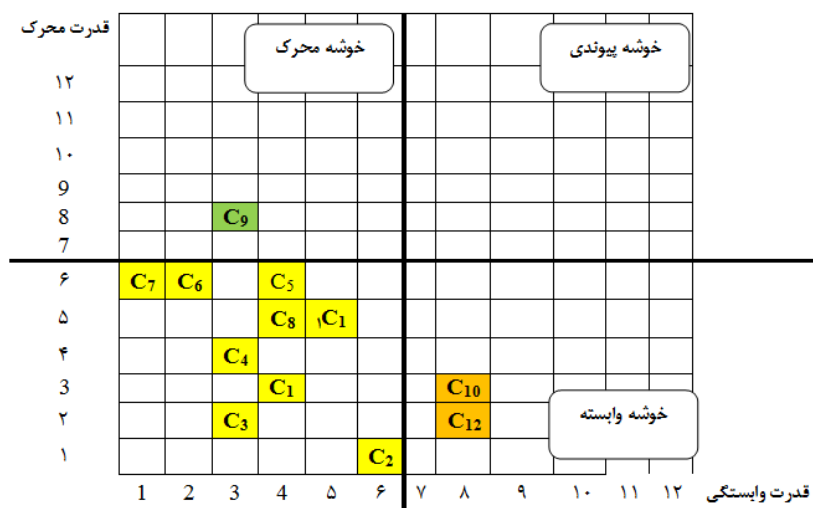 قدرت محرک
خوشه محرک
خوشه پیوندی
۱۲
۱۱
۱۰
9
8 C9
7
۶ C7 C6 C5
۵ C8 ۱C1
۴ C4
3 C1 C10
۲ C3 C12
خوشه وابسته
۱ C2
1 2 3 4 ۵ ۶ ۷ ۸ ۹ ۱۰ ۱۱ ۱۲ قدرت وابستگی